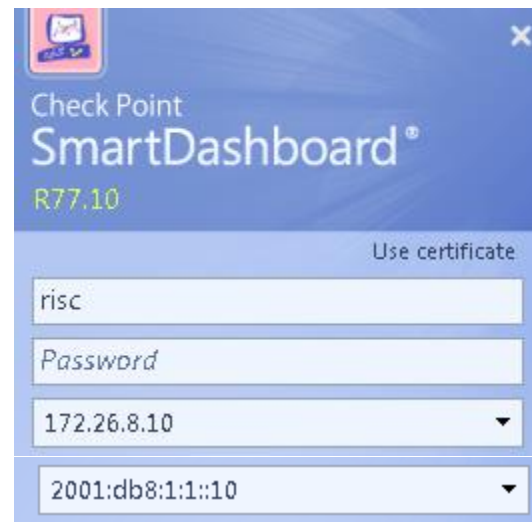 Check Point
SmartDashboard®
R77.10
Use certificate
risc
Password
172.26.8.10
2001:db8:1:1::10